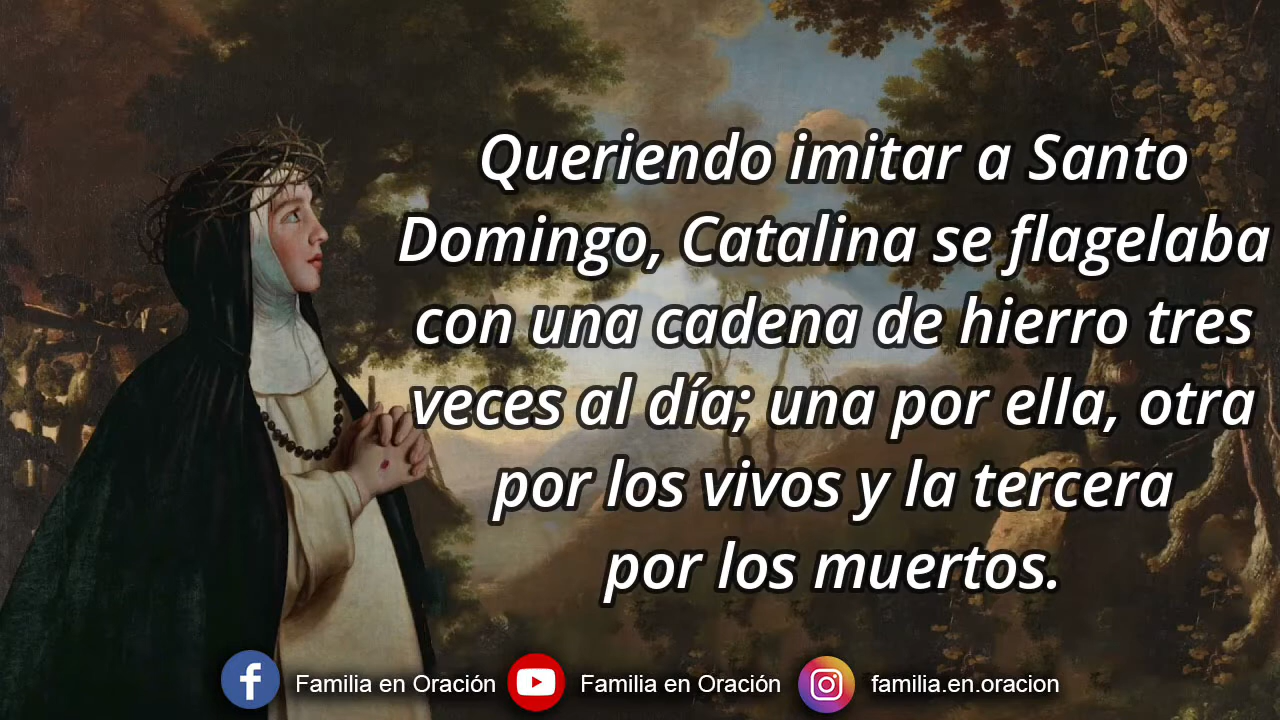 Queriendo imitar a Santo
Domingo, Catalina se flagelaba
con una cadena de hierro tres
veces al día; una por ella, otra
por los vivos y la tercera
por los muertos.
Familia en Oración
Familia en Oración
familia.en.oracion